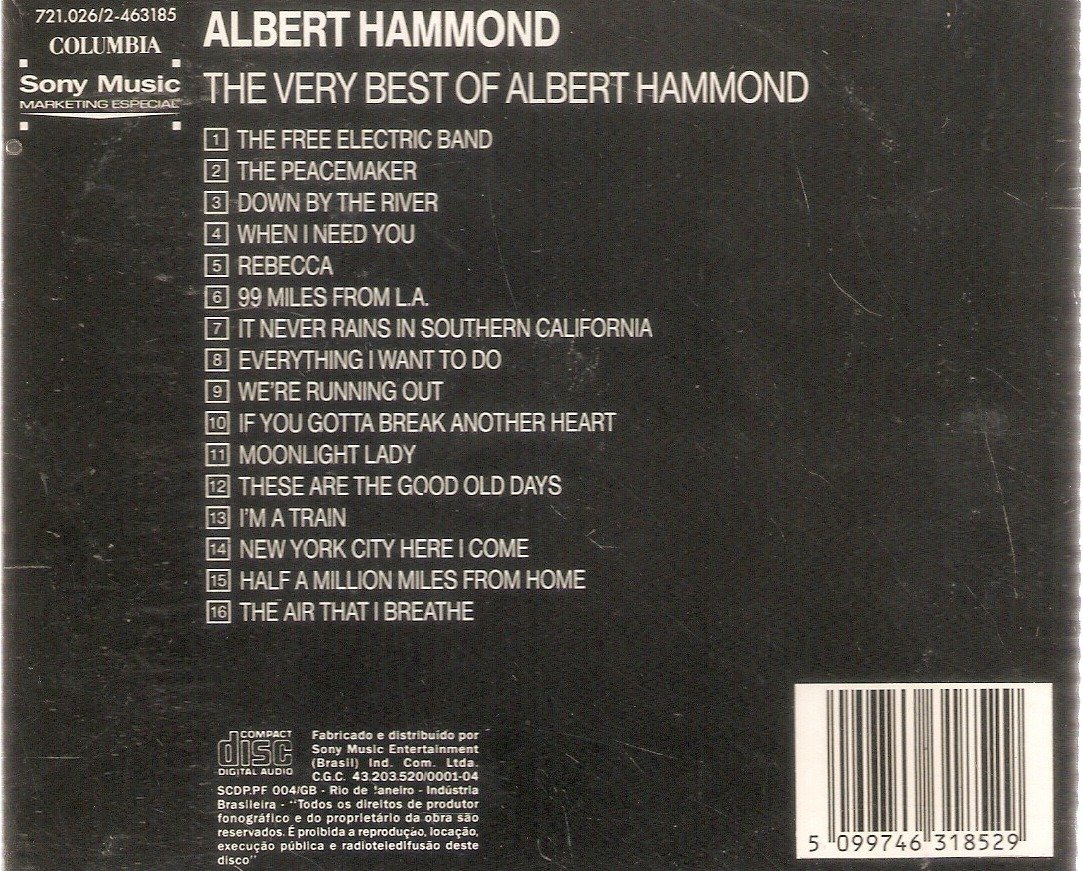 721.026/2-463185
COLUMBIA
Sony Music
MARKETING ESPECIAL
ALBERT HAMMOND
THE VERY BEST OF ALBERT HAMMOND
1 THE FREE ELECTRIC BAND
2 THE PEACEMAKER
3 DOWN BY THE RIVER
4 WHEN I NEED YOU
5 REBECCA
6 99 MILES FROM L.A.
7 IT NEVER RAINS IN SOUTHERN CALIFORNIA
8 EVERYTHING I WANT TO DO
9 WE'RE RUNNING OUT
10 IF YOU GOTTA BREAK ANOTHER HEART
11 MOONLIGHT LADY
12 THESE ARE THE GOOD OLD DAYS
13 I'M A TRAIN
14 NEW YORK CITY HERE I COME
15 HALF A MILLION MILES FROM HOME
16 THE AIR THAT I BREATHE
COMPACT
disc
DIGITAL AUDIO
Fabricado e distribuído por
Sony Music Entertainment
(Brasil) Ind. Com. Ltda.
C.G.C. 43.203.520/0001-04
SCDP.PF 004/GB - Rio de Janeiro - Indústria
Brasileira - "Todos os direitos de produtor
fonográfico e do proprietário da obra são
reservados. É proibida a reprodução, locação,
execução pública e radioteledifusão deste
disco"
5 099746 318529